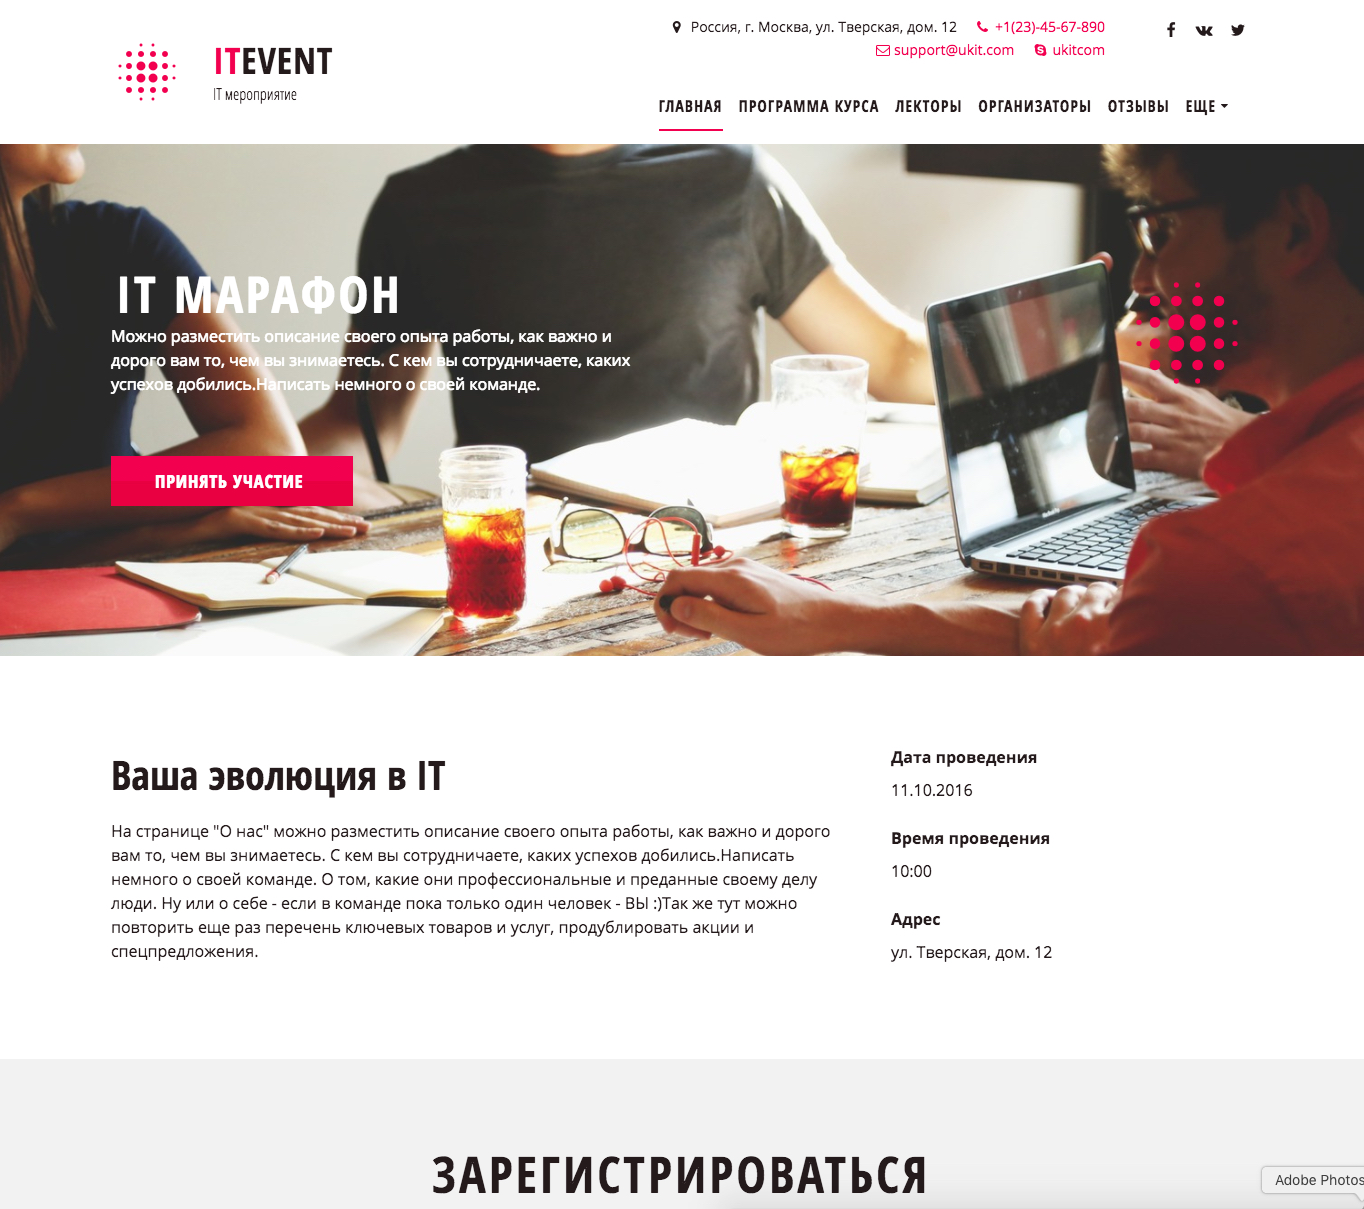 Россия, г. Москва, ул. Тверская, дом. 12 +1(23)-45-67-890
support@ukit.com ukitcom
ITEVENT
IT мероприятие
ГЛАВНАЯ ПРОГРАММА КУРСА ЛЕКТОРЫ ОРГАНИЗАТОРЫ ОТЗЫВЫ ЕЩЕ
IT МАРАФОН
Можно разместить описание своего опыта работы, как важно и
дорого вам то, чем вы знимаетесь. С кем вы сотрудничаете, каких
успехов добились.Написать немного о своей команде.
ПРИНЯТЬ УЧАСТИЕ
Ваша эволюция в IT
На странице "О нас" можно разместить описание своего опыта работы, как важно и дорого
вам то, чем вы знимаетесь. С кем вы сотрудничаете, каких успехов добились.Написать
немного о своей команде. О том, какие они профессиональные и преданные своему делу
люди. Ну или о себе - если в команде пока только один человек - ВЫ :)Так же тут можно
повторить еще раз перечень ключевых товаров и услуг, продублировать акции и
спецпредложения.
Дата проведения
11.10.2016
Время проведения
10:00
Адрес
ул. Тверская, дом. 12
ЗАРЕГИСТРИРОВАТЬСЯ
Adobe Photos